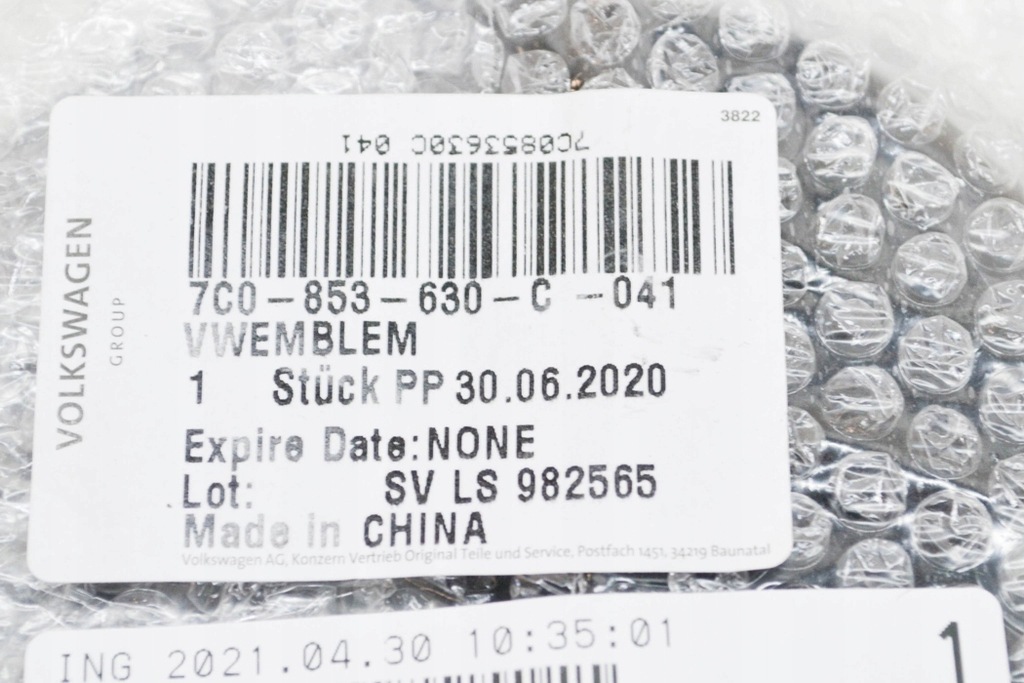 3822
7C0853630C 041
VOLKSWAGEN
GROUP
7C0-853-630-C -041
VWEMBLEM
1 Stück PP 30.06.2020
Expire Date:NONE
Lot: SV LS 982565
Made in CHINA
Volkswagen AG, Konzern Vertrieb Original Teile und Service, Postfach 1451, 34219 Baunatal
ING 2021.04.30 10:35:01
1